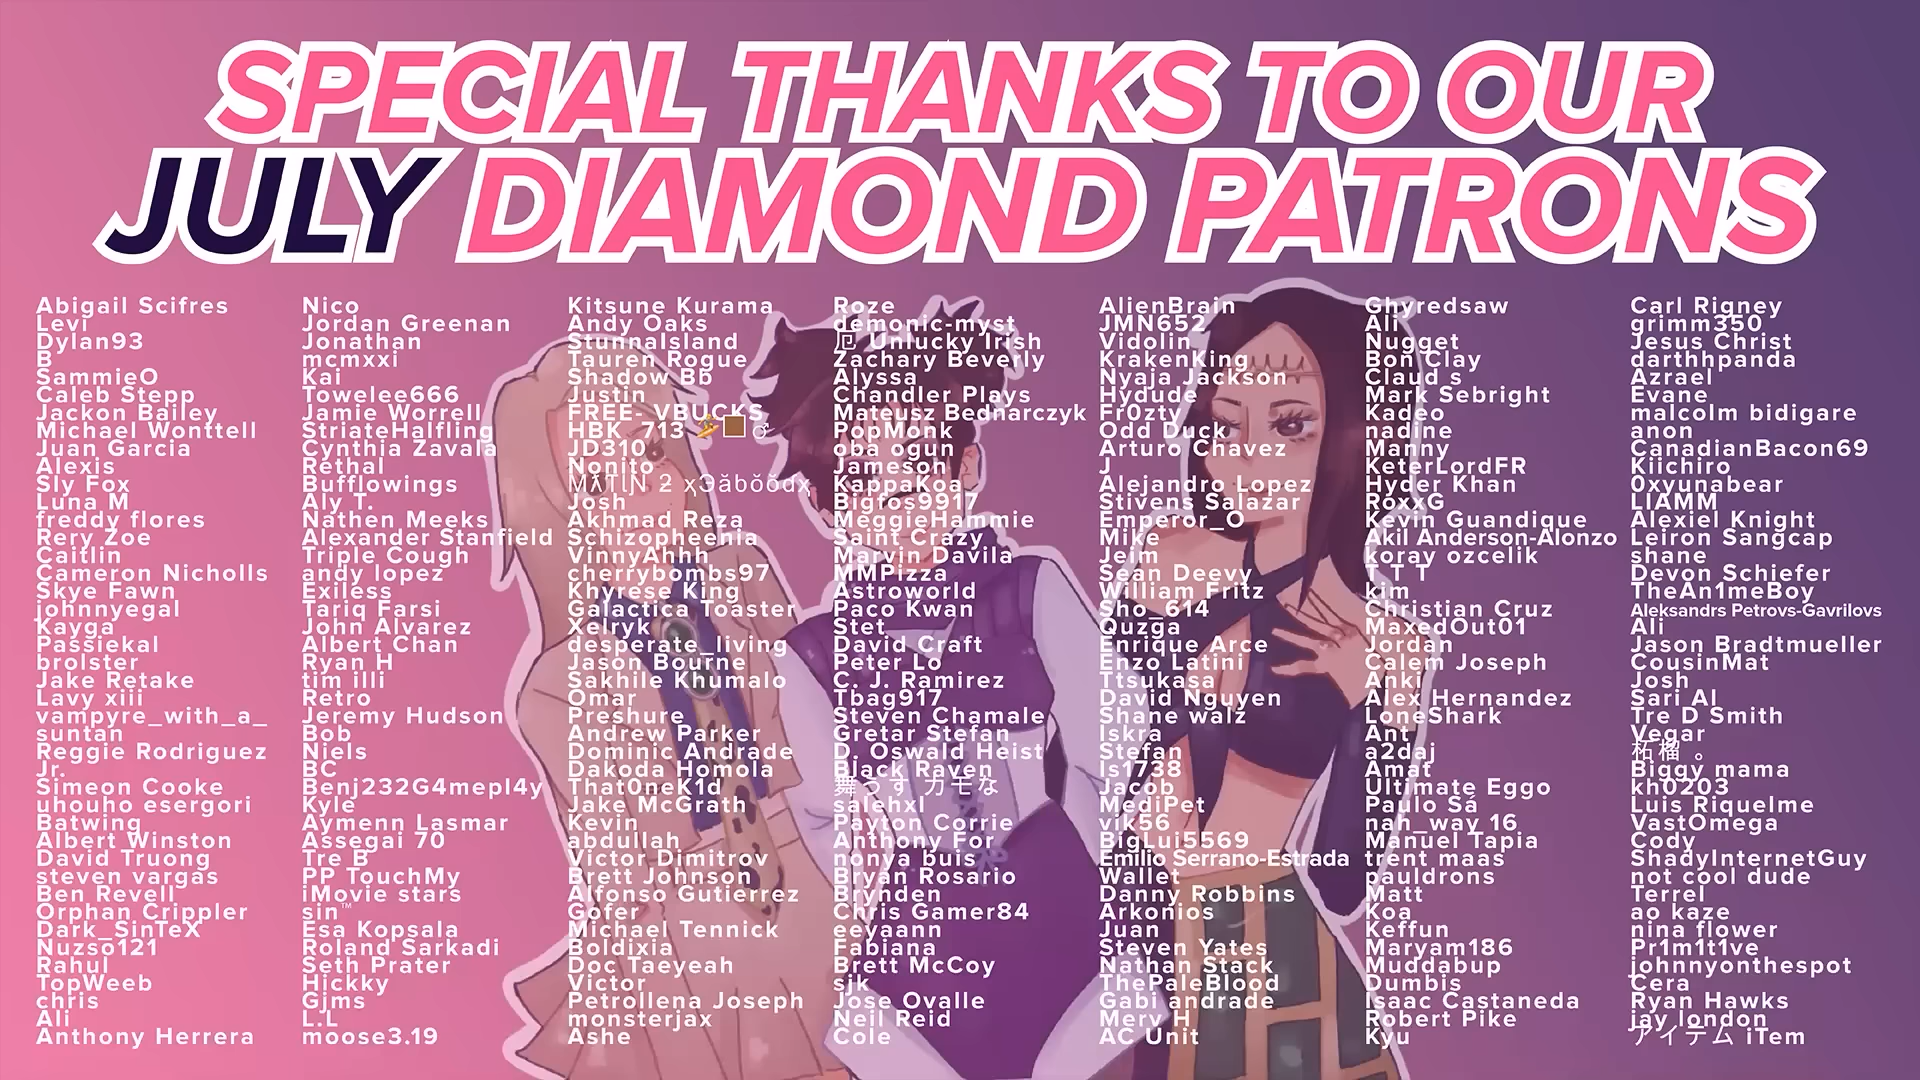 SPECIAL THANKS TO OUR
JULY DIAMOND PATRONS
Abigail Scifres
Levi
Dylan93
B
SammieO
Caleb Stepp
Jackon Bailey
Michael Wonttell
Juan Garcia
Alexis
Sly Fox
Luna M
freddy flores
Rery Zoe
Caitlin
Cameron Nicholls
Skye Fawn
johnnyegal
Kayga
Passiekal
brolster
Jake Retake
Lavy xiii
vampyre_with_a_
suntan
Reggie Rodriguez
Jr.
Simeon Cooke
uhouho esergori
Batwing
Albert Winston
David Truong
steven vargas
Ben Revell
Orphan Crippler
Dark_SinTeX
Nuzso121
Rahul
TopWeeb
chris
Ali
Anthony Herrera
Nico
Jordan Greenan
Jonathan
mcmxxi
Kai
Towelee666
Jamie Worrell
StriateHalfling
Cynthia Zavala
Rethal
Bufflowings
Aly T.
Nathen Meeks
Alexander Stanfield
Triple Cough
andy lopez
Exiless
Tariq Farsi
John Alvarez
Albert Chan
Ryan H
tim illi
Retro
Jeremy Hudson
Bob
Niels
BC
Benj232G4mepl4y
Kyle
Aymenn Lasmar
Assegai 70
Tre B
PP TouchMy
iMovie stars
sin™
Esa Kopsala
Roland Sarkadi
Seth Prater
Hickky
Gjms
L.L
moose3.19
Kitsune Kurama
Andy Oaks
StunnaIsland
Tauren Rogue
Shadow Bb
Justin
FREE- VBUCKS
HBK_713
JD310
Nonito
Josh
Akhmad Reza
Schizopheenia
VinnyAhhh
cherrybombs97
Khyrese King
Galactica Toaster
Xelryk
desperate_living
Jason Bourne
Sakhile Khumalo
Omar
Preshure
Andrew Parker
Dominic Andrade
Dakoda Homola
That0neK1d
Jake McGrath
Kevin
abdullah
Victor Dimitrov
Brett Johnson
Alfonso Gutierrez
Gofer
Michael Tennick
Boldixia
Doc Taeyeah
Victor
Petrollena Joseph
monsterjax
Ashe
Roze
demonic-myst
厄 Unlucky Irish
Zachary Beverly
Alyssa
Chandler Plays
Mateusz Bednarczyk
PopMonk
oba ogun
Jameson
KappaKoa
Bigfos9917
MeggieHammie
Saint Crazy
Marvin Davila
MMPizza
Astroworld
Paco Kwan
Stet
David Craft
Peter Lo
C. J. Ramirez
Tbag917
Steven Chamale
Gretar Stefan
D. Oswald Heist
Black Raven
舞うす カモな
salehxl
Payton Corrie
Anthony For
nonya buis
Bryan Rosario
Brynden
Chris Gamer84
eeyaann
Fabiana
Brett McCoy
sjk
Jose Ovalle
Neil Reid
Cole
AlienBrain
JMN652
Vidolin
KrakenKing
Nyaja Jackson
Hydude
Fr0zty
Odd Duck
Arturo Chavez
J
Alejandro Lopez
Stivens Salazar
Emperor_O
Mike
Jeim
Sean Deevy
William Fritz
Sho_614
Quzga
Enrique Arce
Enzo Latini
Ttsukasa
David Nguyen
Shane walz
Iskra
Stefan
Is1738
Jacob
MediPet
vik56
BigLui5569
Emilio Serrano-Estrada
Wallet
Danny Robbins
Arkonios
Juan
Steven Yates
Nathan Stack
ThePaleBlood
Gabi andrade
Merv H
AC Unit
Ghyredsaw
Ali
Nugget
Bon Clay
Claud s
Mark Sebright
Kadeo
nadine
Manny
KeterLordFR
Hyder Khan
RoxxG
Kevin Guandique
Akil Anderson-Alonzo
koray ozcelik
T T T
kim
Christian Cruz
MaxedOut01
Jordan
Calem Joseph
Anki
Alex Hernandez
LoneShark
Ant
a2daj
Amat
Ultimate Eggo
Paulo Sá
nah_way 16
Manuel Tapia
trent maas
pauldrons
Matt
Koa
Keffun
Maryam186
Muddabup
Dumbis
Isaac Castaneda
Robert Pike
Kyu
Carl Rigney
grimm350
Jesus Christ
darthhpanda
Azrael
Evane
malcolm bidigare
anon
CanadianBacon69
Kiichiro
0xyunabear
LIAMM
Alexiel Knight
Leiron Sangcap
shane
Devon Schiefer
TheAn1meBoy
Aleksandrs Petrovs-Gavrilovs
Ali
Jason Bradtmueller
CousinMat
Josh
Sari Al
Tre D Smith
Vegar
柘榴 。
Biggy mama
kh0203
Luis Riquelme
VastOmega
Cody
ShadyInternetGuy
not cool dude
Terrel
ao kaze
nina flower
Pr1m1t1ve
johnnyonthespot
Cera
Ryan Hawks
jay london
アイテム iTem